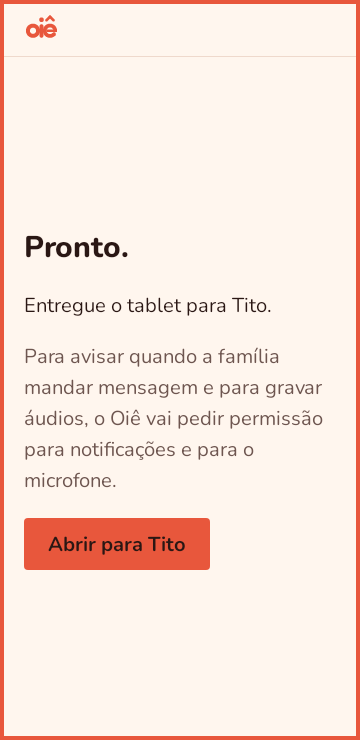 oiê
Pronto.
Entregue o tablet para Tito.
Para avisar quando a família
mandar mensagem e para gravar
áudios, o Oiê vai pedir permissão
para notificações e para o
microfone.
Abrir para Tito